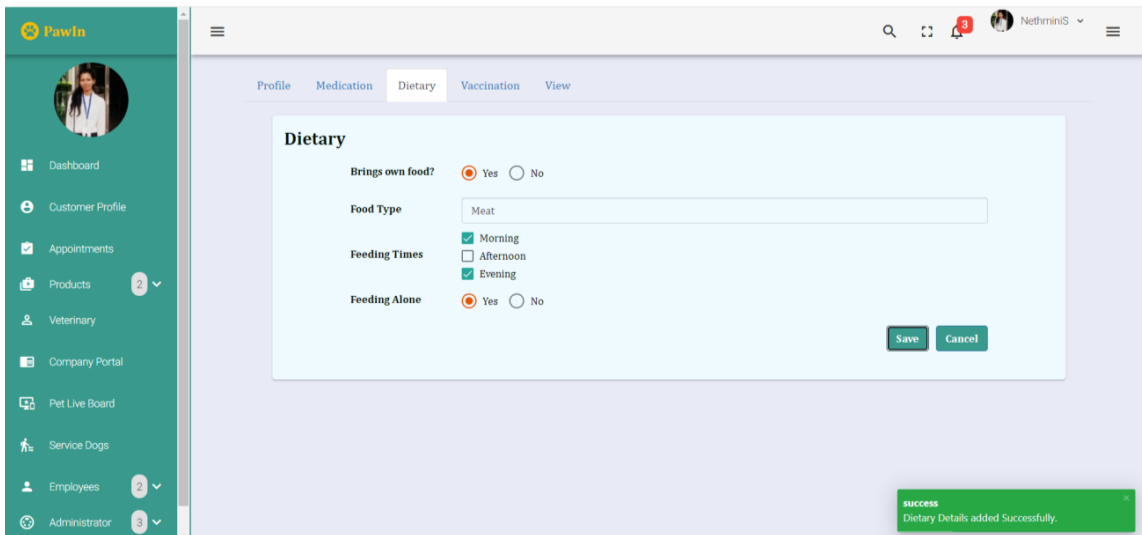 PawIn
3
NethminiS
Dashboard
Customer Profile
Appointments
Products 2
Veterinary
Company Portal
Pet Live Board
Service Dogs
Employees 2
Administrator 3
Profile Medication Dietary Vaccination View
Dietary
Brings own food? Yes No
Food Type Meat
Feeding Times
Morning
Afternoon
Evening
Feeding Alone Yes No
Save Cancel
success ×
Dietary Details added Successfully.